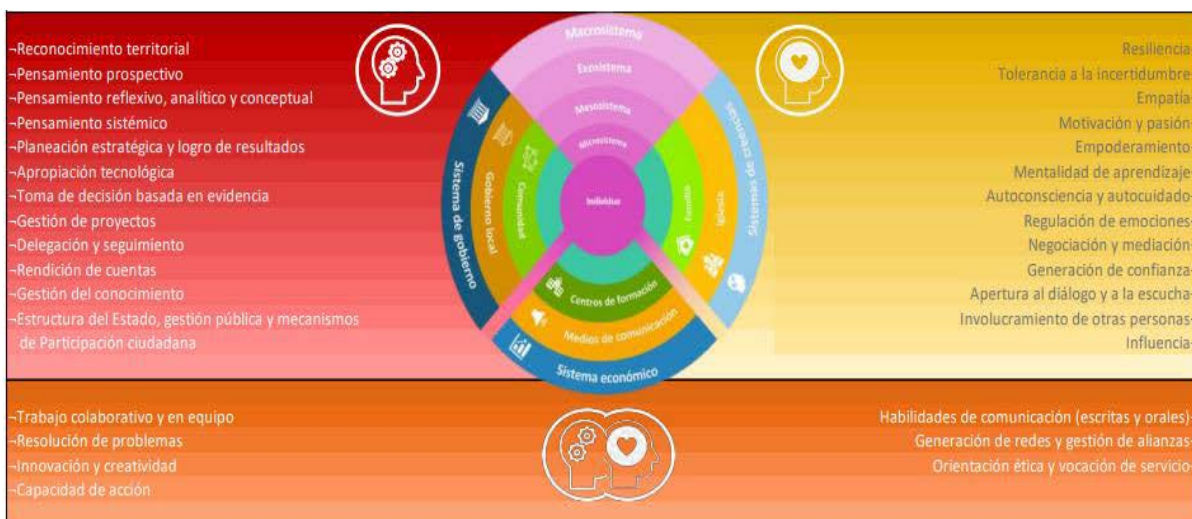 ¬Reconocimiento territorial
¬Pensamiento prospectivo
¬Pensamiento reflexivo, analítico y conceptual
¬Pensamiento sistémico
¬Planeación estratégica y logro de resultados
¬Apropiación tecnológica
¬Toma de decisión basada en evidencia
¬Gestión de proyectos
¬Delegación y seguimiento
¬Rendición de cuentas
¬Gestión del conocimiento
¬Estructura del Estado, gestión pública y mecanismos
de Participación ciudadana
Macrosistema
Exosistema
Mesosistema
Microsistema
Individuo
Sistema de gobierno
Gobierno local
Comunidad
Familia
Iglesia
Sistemas de creencias
Centros de formación
Medios de comunicación
Sistema económico
Resiliencia
Tolerancia a la incertidumbre
Empatía
Motivación y pasión
Empoderamiento
Mentalidad de aprendizaje
Autoconsciencia y autocuidado
Regulación de emociones
Negociación y mediación
Generación de confianza
Apertura al diálogo y a la escucha
Involucramiento de otras personas
Influencia
¬Trabajo colaborativo y en equipo
¬Resolución de problemas
¬Innovación y creatividad
¬Capacidad de acción
Habilidades de comunicación (escritas y orales)
Generación de redes y gestión de alianzas
Orientación ética y vocación de servicio